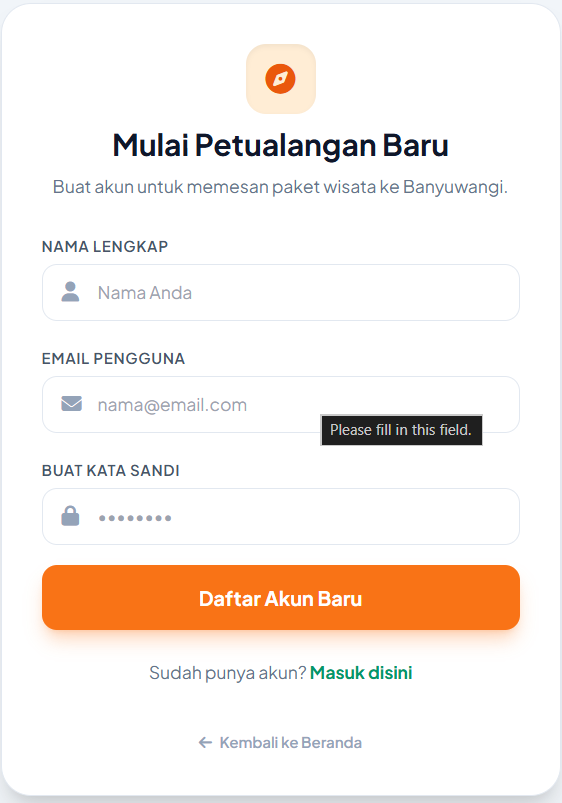 Mulai Petualangan Baru
Buat akun untuk memesan paket wisata ke Banyuwangi.
NAMA LENGKAP
Nama Anda
EMAIL PENGGUNA
nama@email.com
Please fill in this field.
BUAT KATA SANDI
••••••••
Daftar Akun Baru
Sudah punya akun? Masuk disini
← Kembali ke Beranda